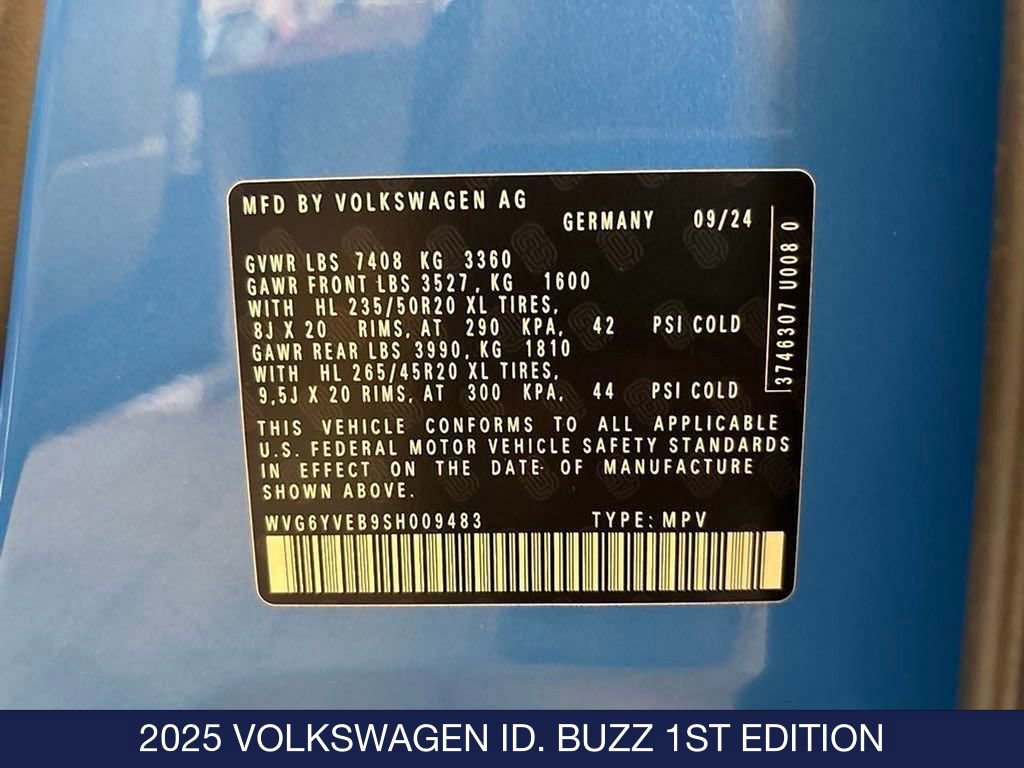 MFD BY VOLKSWAGEN AG
GERMANY 09/24
GVWR LBS 7408 KG 3360
GAWR FRONT LBS 3527, KG 1600
WITH HL 235/50R20 XL TIRES,
8J X 20 RIMS, AT 290 KPA, 42 PSI COLD
GAWR REAR LBS 3990, KG 1810
WITH HL 265/45R20 XL TIRES,
9,5J X 20 RIMS, AT 300 KPA, 44 PSI COLD
THIS VEHICLE CONFORMS TO ALL APPLICABLE
U.S. FEDERAL MOTOR VEHICLE SAFETY STANDARDS
IN EFFECT ON THE DATE OF MANUFACTURE
SHOWN ABOVE.
WVG6YVEB9SH009483 TYPE: MPV
3746307 U008 0
2025 VOLKSWAGEN ID. BUZZ 1ST EDITION